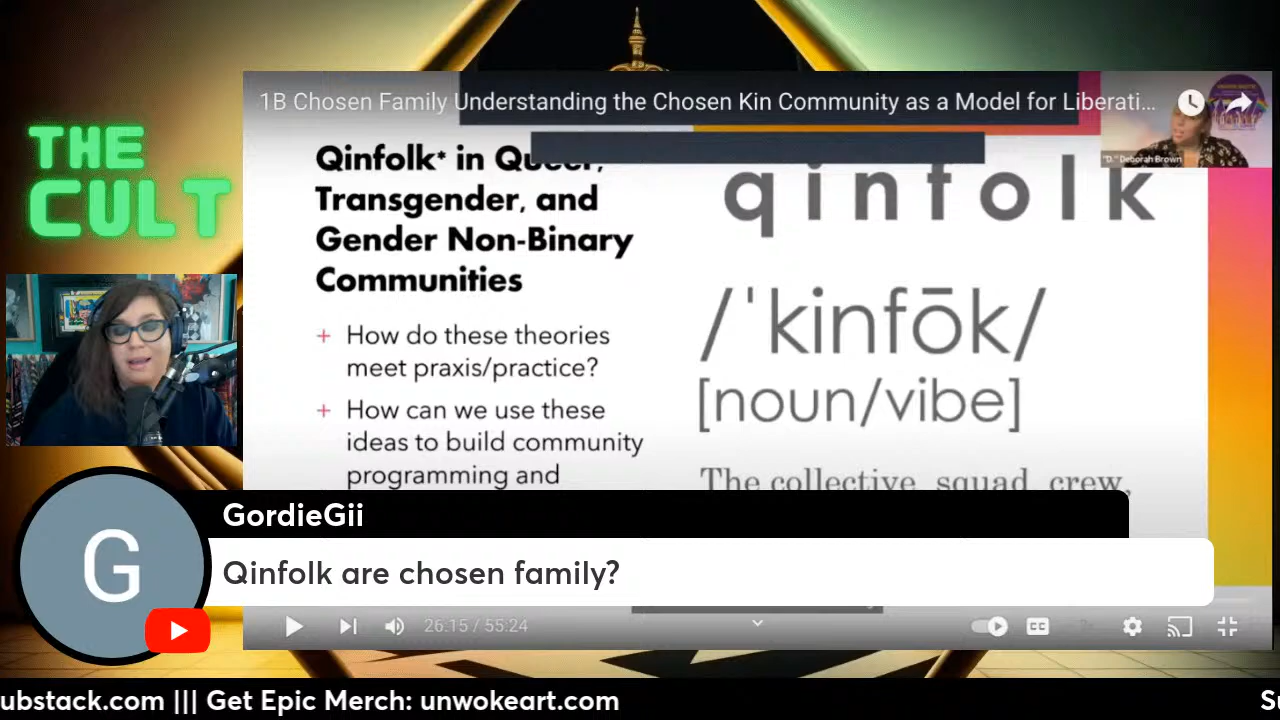 THE
CULT
1B Chosen Family Understanding the Chosen Kin Community as a Model for Liberati...
"D." Deborah Brown
Qinfolk* in Queer,
Transgender, and
Gender Non-Binary
Communities
+ How do these theories
meet praxis/practice?
+ How can we use these
ideas to build community
programming and
qinfolk
/ˈkinfōk/
[noun/vibe]
The collective, squad, crew,
GordieGii
G
Qinfolk are chosen family?
26:15 / 55:24
CC
ubstack.com ||| Get Epic Merch: unwokeart.com